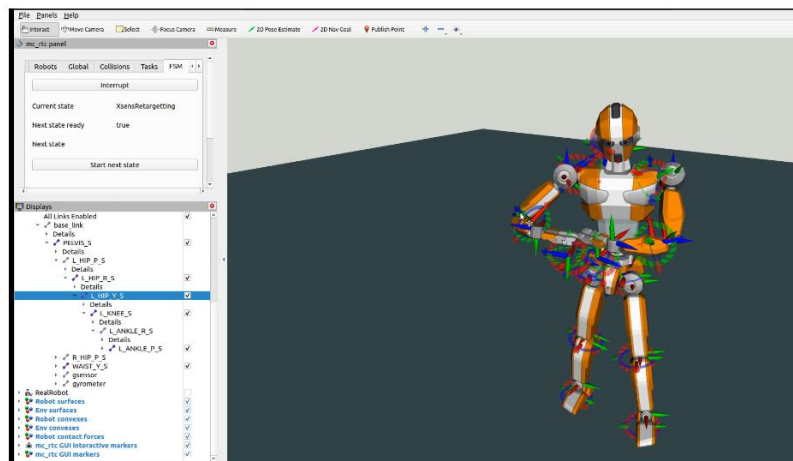 File Panels Help
Interact Move Camera Select Focus Camera Measure 2D Pose Estimate 2D Nav Goal Publish Point
mc_rtc panel
Robots Global Collisions Tasks FSM
Interrupt
Current state XsensRetargetting
Next state ready true
Next state
Start next state
Displays
All Links Enabled
base_link
Details
PELVIS_S
Details
L_HIP_P_S
Details
L_HIP_R_S
Details
L_HIP_Y_S
Details
L_KNEE_S
Details
L_ANKLE_R_S
Details
L_ANKLE_P_S
R_HIP_P_S
WAIST_Y_S
gsensor
gyrometer
RealRobot
Robot surfaces
Env surfaces
Robot convexes
Env convexes
Robot contact forces
mc_rtc GUI Interactive markers
mc_rtc GUI markers